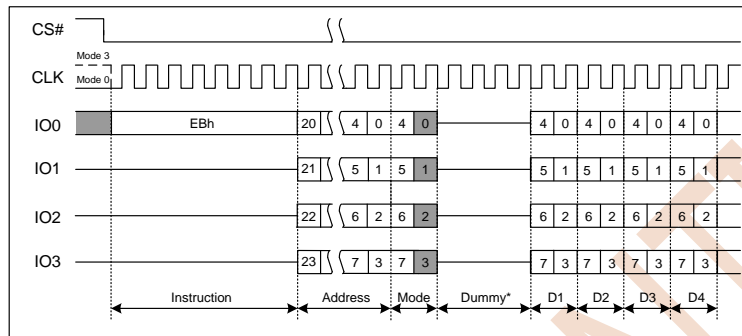 CS#
Mode 3
CLK Mode 0
IO0 EBh 20 4 0 4 0 4 0 4 0 4 0 4 0
IO1 21 5 1 5 1 5 1 5 1 5 1 5 1
IO2 22 6 2 6 2 6 2 6 2 6 2 6 2
IO3 23 7 3 7 3 7 3 7 3 7 3 7 3
Instruction Address Mode Dummy* D1 D2 D3 D4